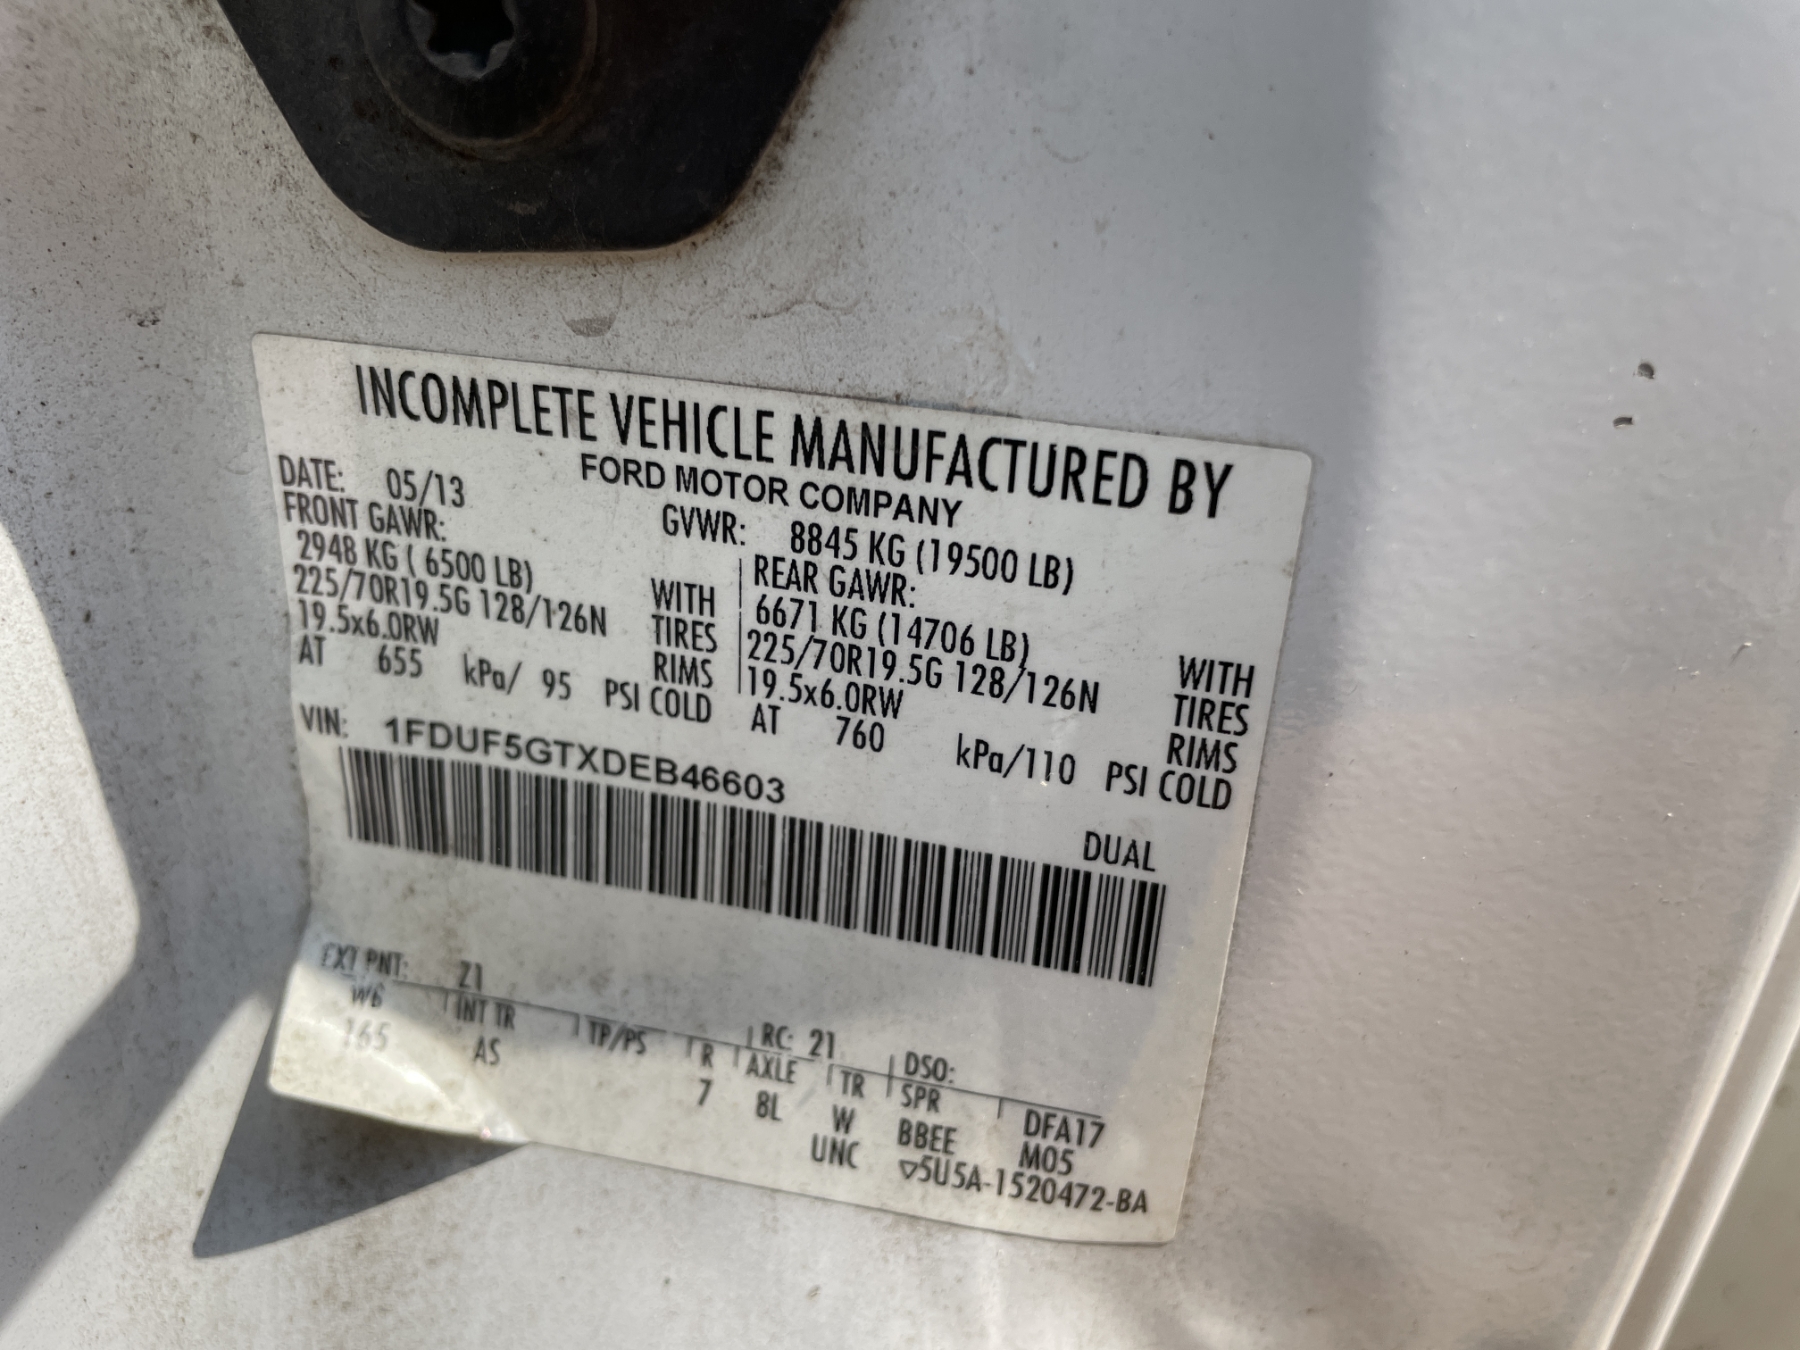 INCOMPLETE VEHICLE MANUFACTURED BY
FORD MOTOR COMPANY
DATE: 05/13
GVWR: 8845 KG (19500 LB)
FRONT GAWR:
2948 KG ( 6500 LB) WITH
225/70R19.5G 128/126N TIRES
19.5x6.0RW RIMS
AT 655 kPa/ 95 PSI COLD
REAR GAWR:
6671 KG (14706 LB) WITH
225/70R19.5G 128/126N TIRES
19.5x6.0RW RIMS
AT 760 kPa/110 PSI COLD
VIN: 1FDUF5GTXDEB46603
DUAL
EXT PNT: Z1 RC: 21 DSO:
W6 INT TR TP/PS R AXLE TR SPR DFA17
165 AS 7 8L W BBEE M05
UNC ▽5U5A-1520472-BA